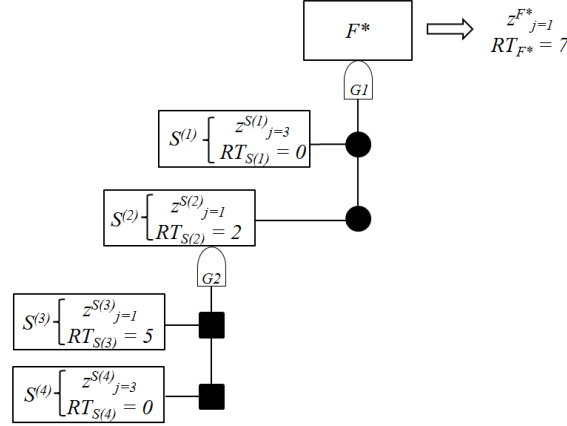 F*
z^{F*}_{j=1}
RT_{F*} = 7
G1
S^{(1)} z^{S(1)}_{j=3}
RT_{S(1)} = 0
S^{(2)} z^{S(2)}_{j=1}
RT_{S(2)} = 2
G2
S^{(3)} z^{S(3)}_{j=1}
RT_{S(3)} = 5
S^{(4)} z^{S(4)}_{j=3}
RT_{S(4)} = 0